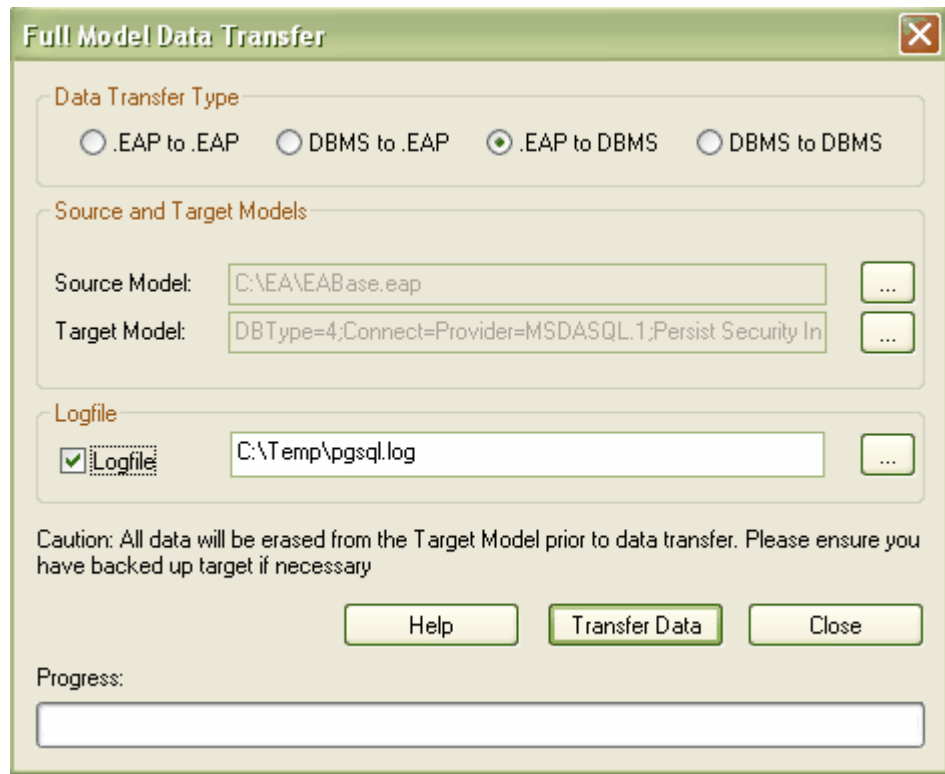 Full Model Data Transfer
Data Transfer Type
.EAP to .EAP DBMS to .EAP .EAP to DBMS DBMS to DBMS
Source and Target Models
Source Model: C:\EA\EABase.eap ...
Target Model: DBType=4;Connect=Provider=MSDASQL.1;Persist Security In ...
Logfile
Logfile C:\Temp\pgsql.log ...
Caution: All data will be erased from the Target Model prior to data transfer. Please ensure you
have backed up target if necessary
Help Transfer Data Close
Progress: